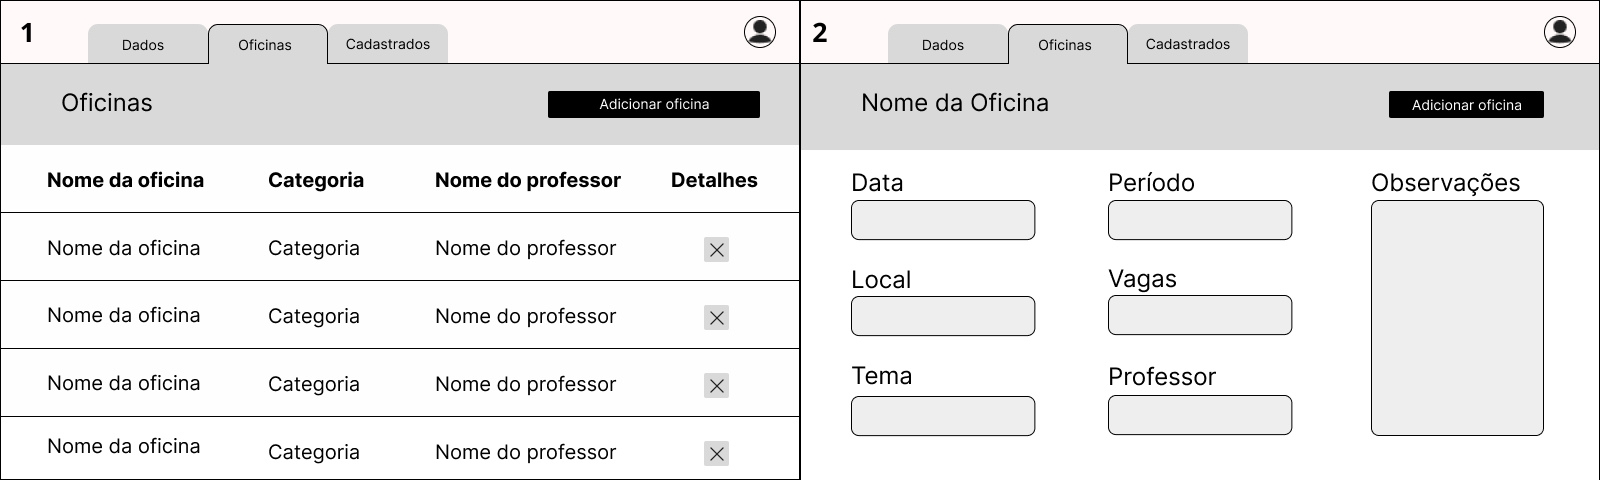 1
Dados Oficinas Cadastrados
Oficinas Adicionar oficina
Nome da oficina Categoria Nome do professor Detalhes
Nome da oficina Categoria Nome do professor
Nome da oficina Categoria Nome do professor
Nome da oficina Categoria Nome do professor
Nome da oficina Categoria Nome do professor
2
Dados Oficinas Cadastrados
Nome da Oficina Adicionar oficina
Data Período Observações
Local Vagas
Tema Professor